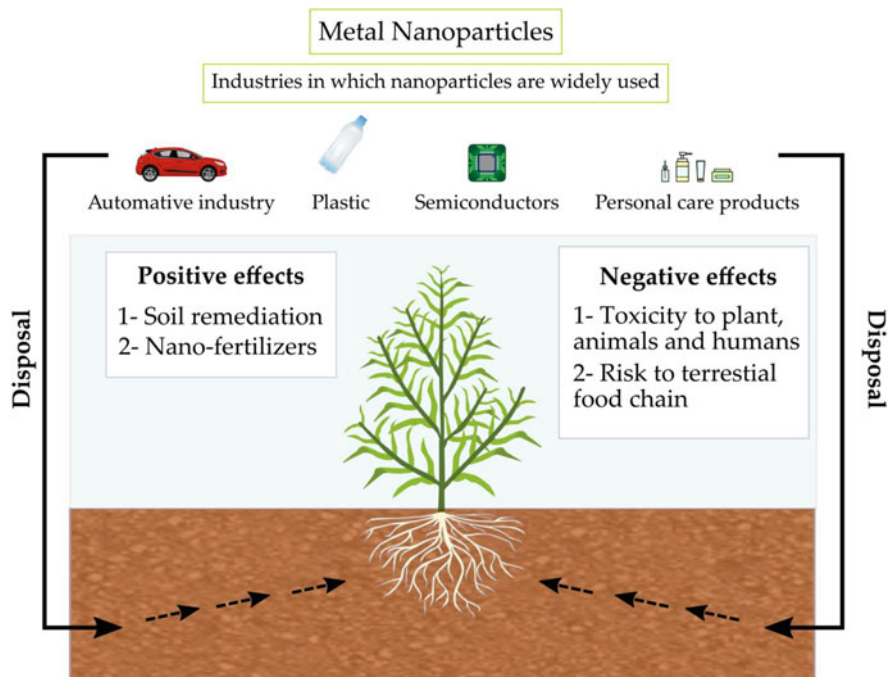 Metal Nanoparticles
Industries in which nanoparticles are widely used
Automative industry
Plastic
Semiconductors
Personal care products
Disposal
Positive effects
1- Soil remediation
2- Nano-fertilizers
Negative effects
1- Toxicity to plant,
animals and humans
2- Risk to terrestial
food chain
Disposal